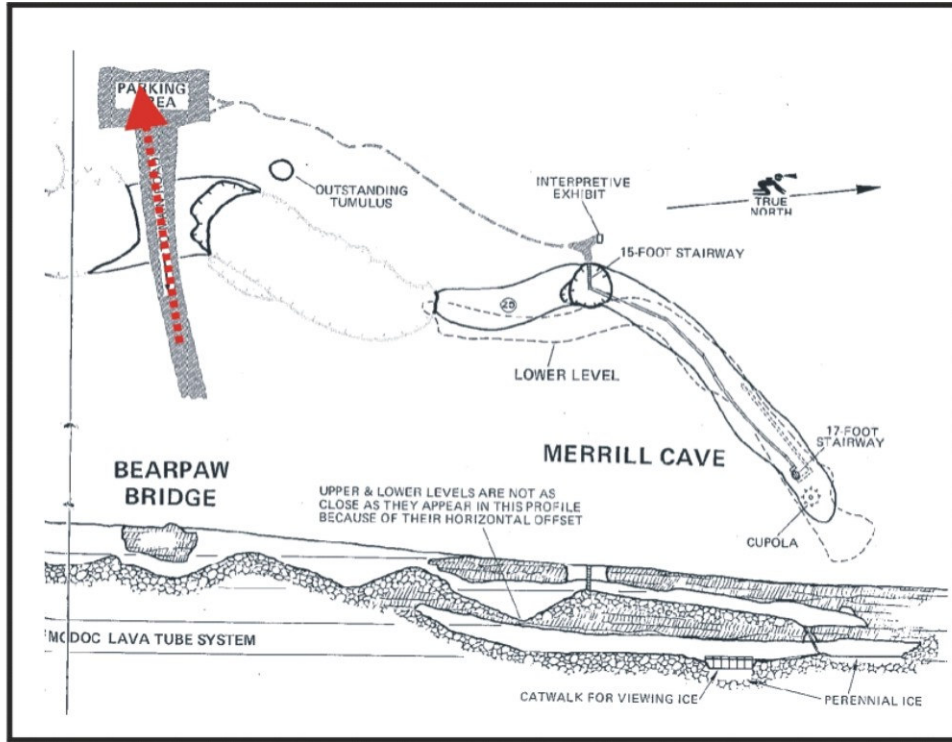 PARKING
AREA
OUTSTANDING
TUMULUS
INTERPRETIVE
EXHIBIT
TRUE
NORTH
15-FOOT STAIRWAY
28
LOWER LEVEL
17-FOOT
STAIRWAY
MERRILL CAVE
BEARPAW
BRIDGE
UPPER & LOWER LEVELS ARE NOT AS
CLOSE AS THEY APPEAR IN THIS PROFILE
BECAUSE OF THEIR HORIZONTAL OFFSET
CUPOLA
MODOC LAVA TUBE SYSTEM
CATWALK FOR VIEWING ICE
PERENNIAL ICE